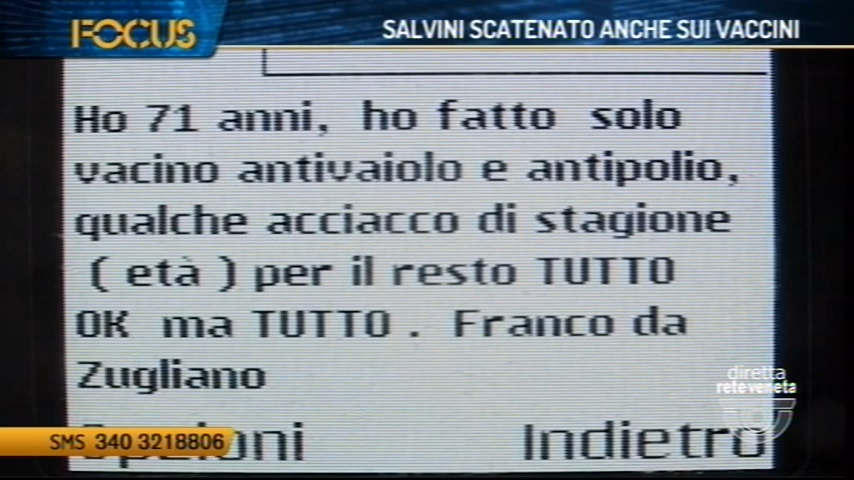 FOCUS
SALVINI SCATENATO ANCHE SUI VACCINI
Ho 71 anni, ho fatto solo
vacino antivaiolo e antipolio,
qualche acciacco di stagione
( età ) per il resto TUTTO
OK ma TUTTO . Franco da
Zugliano
diretta
reteveneta
SMS 340 3218806
Opzioni Indietro